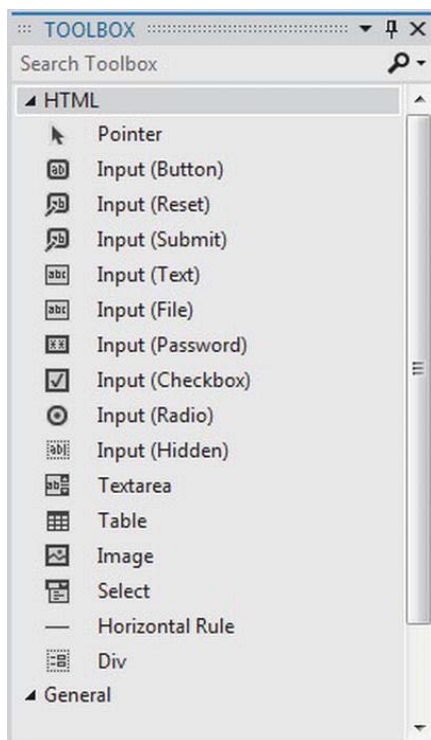 TOOLBOX
Search Toolbox
HTML
Pointer
Input (Button)
Input (Reset)
Input (Submit)
Input (Text)
Input (File)
Input (Password)
Input (Checkbox)
Input (Radio)
Input (Hidden)
Textarea
Table
Image
Select
Horizontal Rule
Div
General